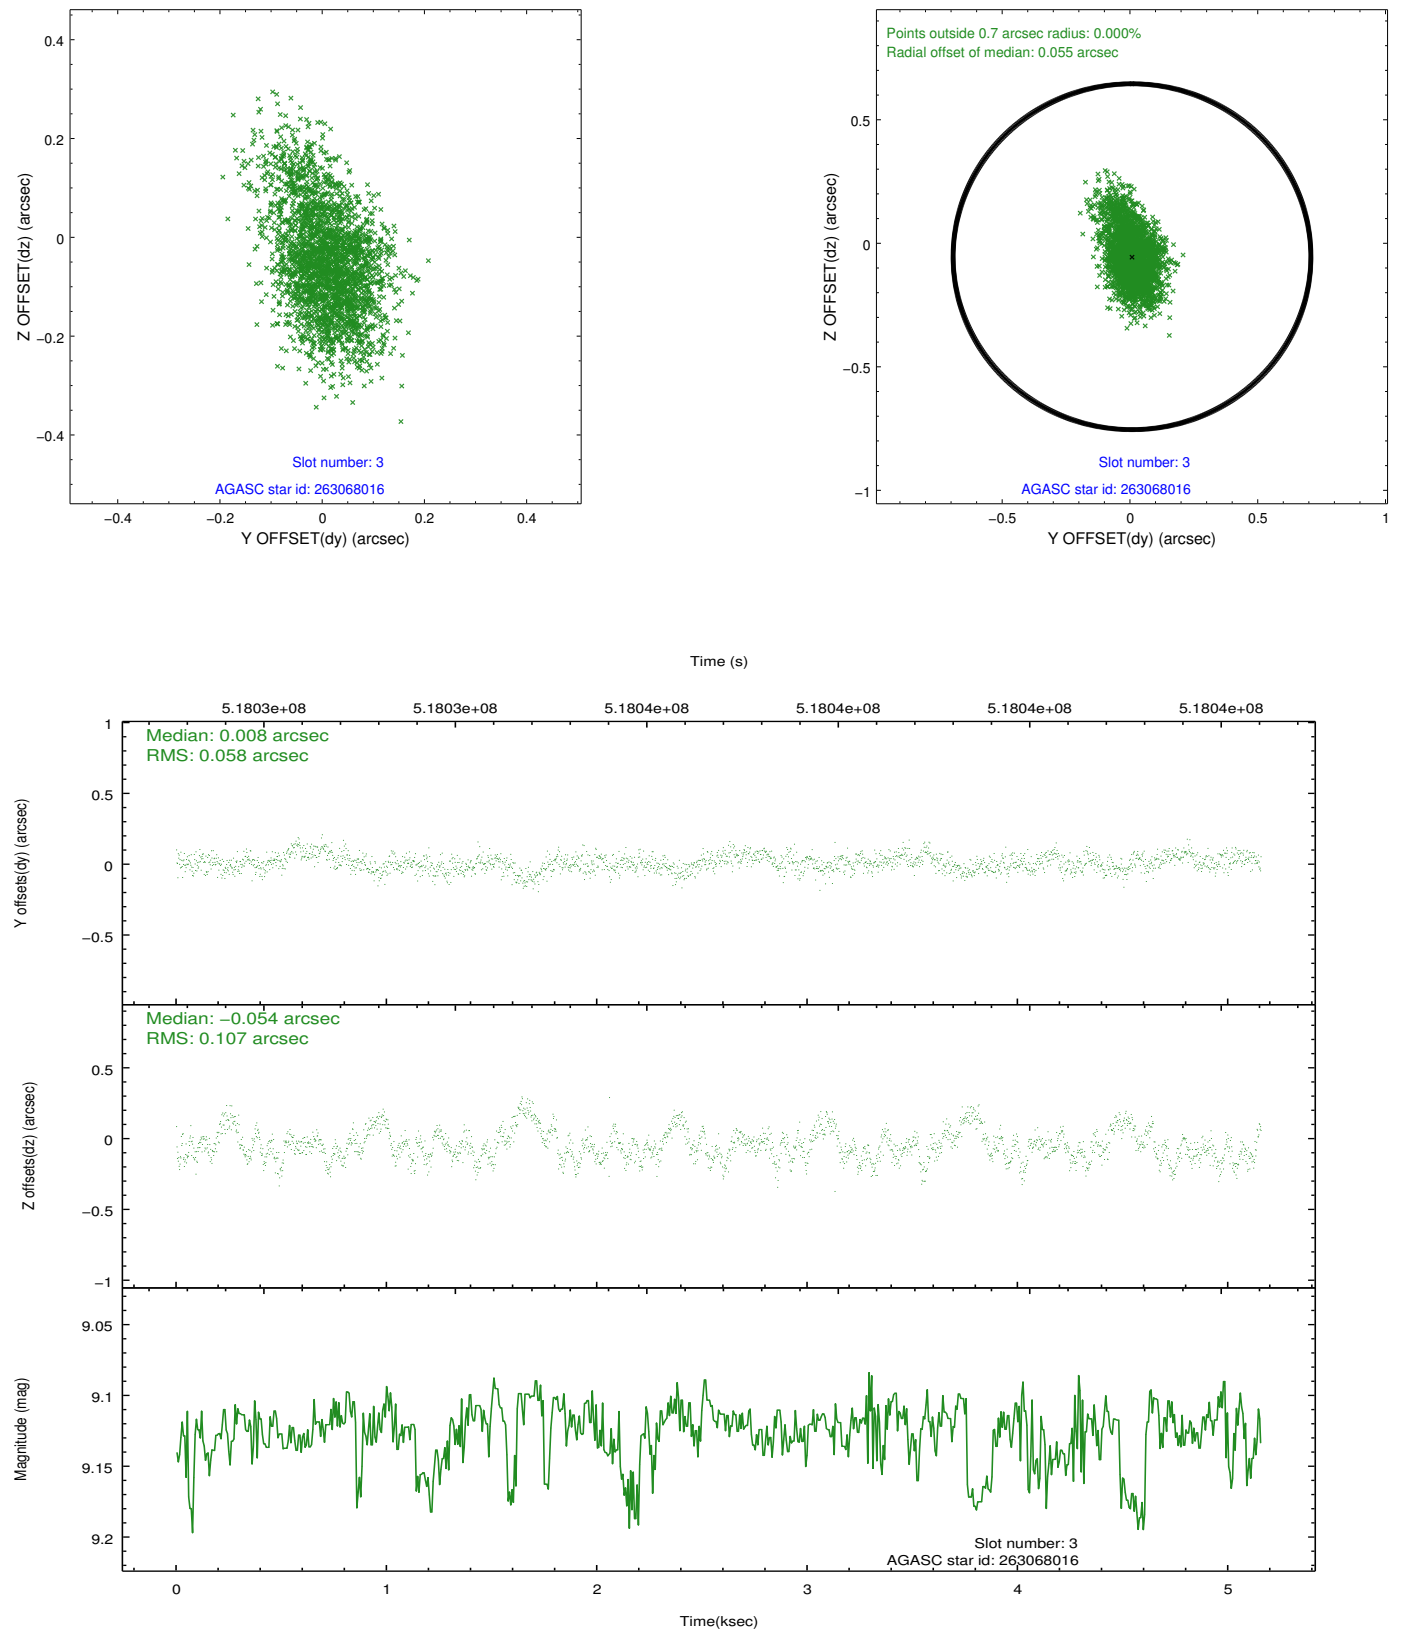 0.4
0.2
0
−0.2
−0.4
Z OFFSET(dz) (arcsec)
Slot number: 3
AGASC star id: 263068016
−0.4 −0.2 0 0.2 0.4
Y OFFSET(dy) (arcsec)
Points outside 0.7 arcsec radius: 0.000%
Radial offset of median: 0.055 arcsec
0.5
0
−0.5
−1
Z OFFSET(dz) (arcsec)
Slot number: 3
AGASC star id: 263068016
−0.5 0 0.5 1
Y OFFSET(dy) (arcsec)
Time (s)
5.1803e+08 5.1803e+08 5.1804e+08 5.1804e+08 5.1804e+08 5.1804e+08
Median: 0.008 arcsec
RMS: 0.058 arcsec
1
0.5
0
−0.5
Y offsets(dy) (arcsec)
Median: −0.054 arcsec
RMS: 0.107 arcsec
0.5
0
−0.5
−1
Z offsets(dz) (arcsec)
9.05
9.1
9.15
9.2
Magnitude (mag)
Slot number: 3
AGASC star id: 263068016
0 1 2 3 4 5
Time(ksec)